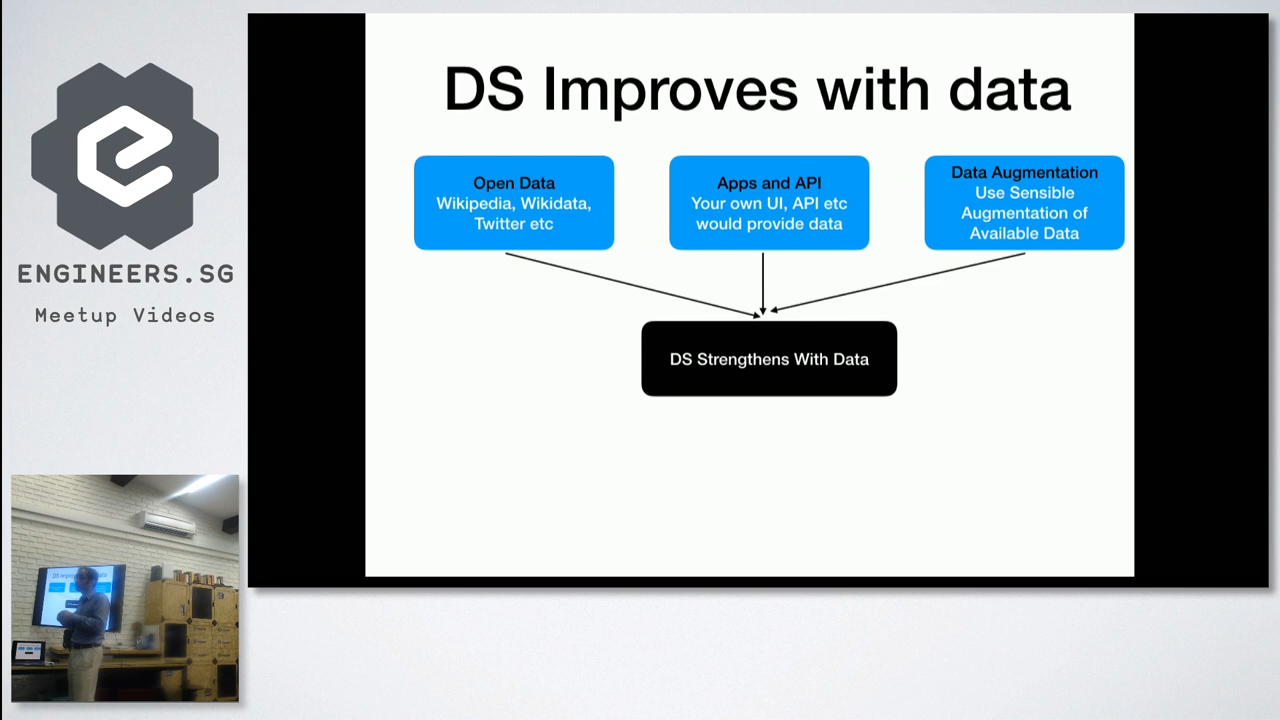 ENGINEERS.SG
Meetup Videos
DS Improves with data
Open Data
Wikipedia, Wikidata,
Twitter etc
Apps and API
Your own UI, API etc
would provide data
Data Augmentation
Use Sensible
Augmentation of
Available Data
DS Strengthens With Data